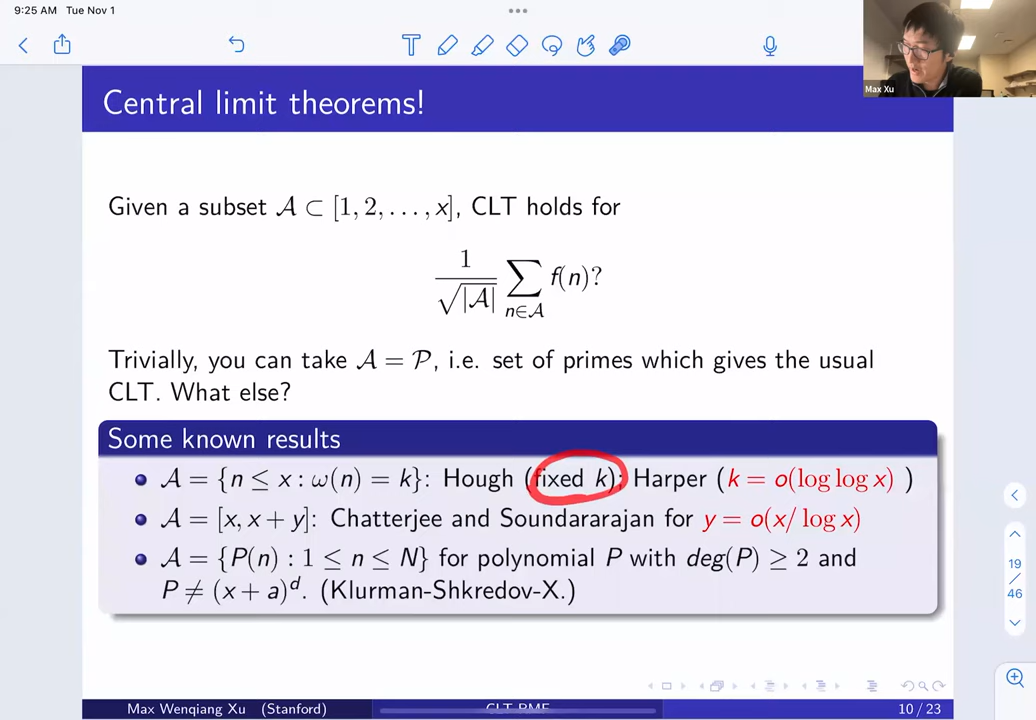 9:25 AM Tue Nov 1
Max Xu
Central limit theorems!
Given a subset 𝒜 ⊂ [1, 2, . . . , x], CLT holds for
1/√|𝒜| ∑_{n∈𝒜} f(n)?
Trivially, you can take 𝒜 = 𝒫, i.e. set of primes which gives the usual
CLT. What else?
Some known results
𝒜 = {n ≤ x : ω(n) = k}: Hough (fixed k); Harper (k = o(log log x) )
𝒜 = [x, x + y]: Chatterjee and Soundararajan for y = o(x/ log x)
𝒜 = {P(n) : 1 ≤ n ≤ N} for polynomial P with deg(P) ≥ 2 and
P ≠ (x + a)^d. (Klurman-Shkredov-X.)
19
/
46
Max Wenqiang Xu (Stanford)
CLT RMF
10 / 23